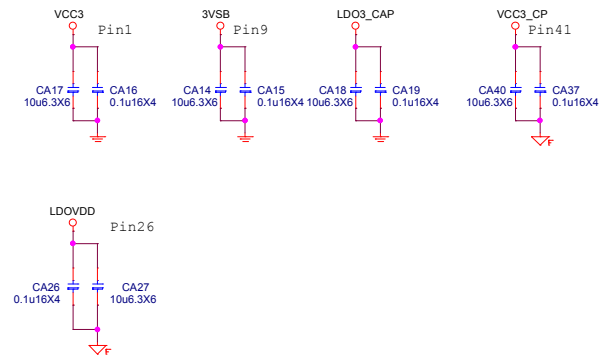 VCC3
Pin1
CA17
10u6.3X6
CA16
0.1u16X4
3VSB
Pin9
CA14
10u6.3X6
CA15
0.1u16X4
LDO3_CAP
CA18
10u6.3X6
CA19
0.1u16X4
VCC3_CP
Pin41
CA40
10u6.3X6
CA37
0.1u16X4
F
LDOVDD
Pin26
CA26
0.1u16X4
CA27
10u6.3X6
F